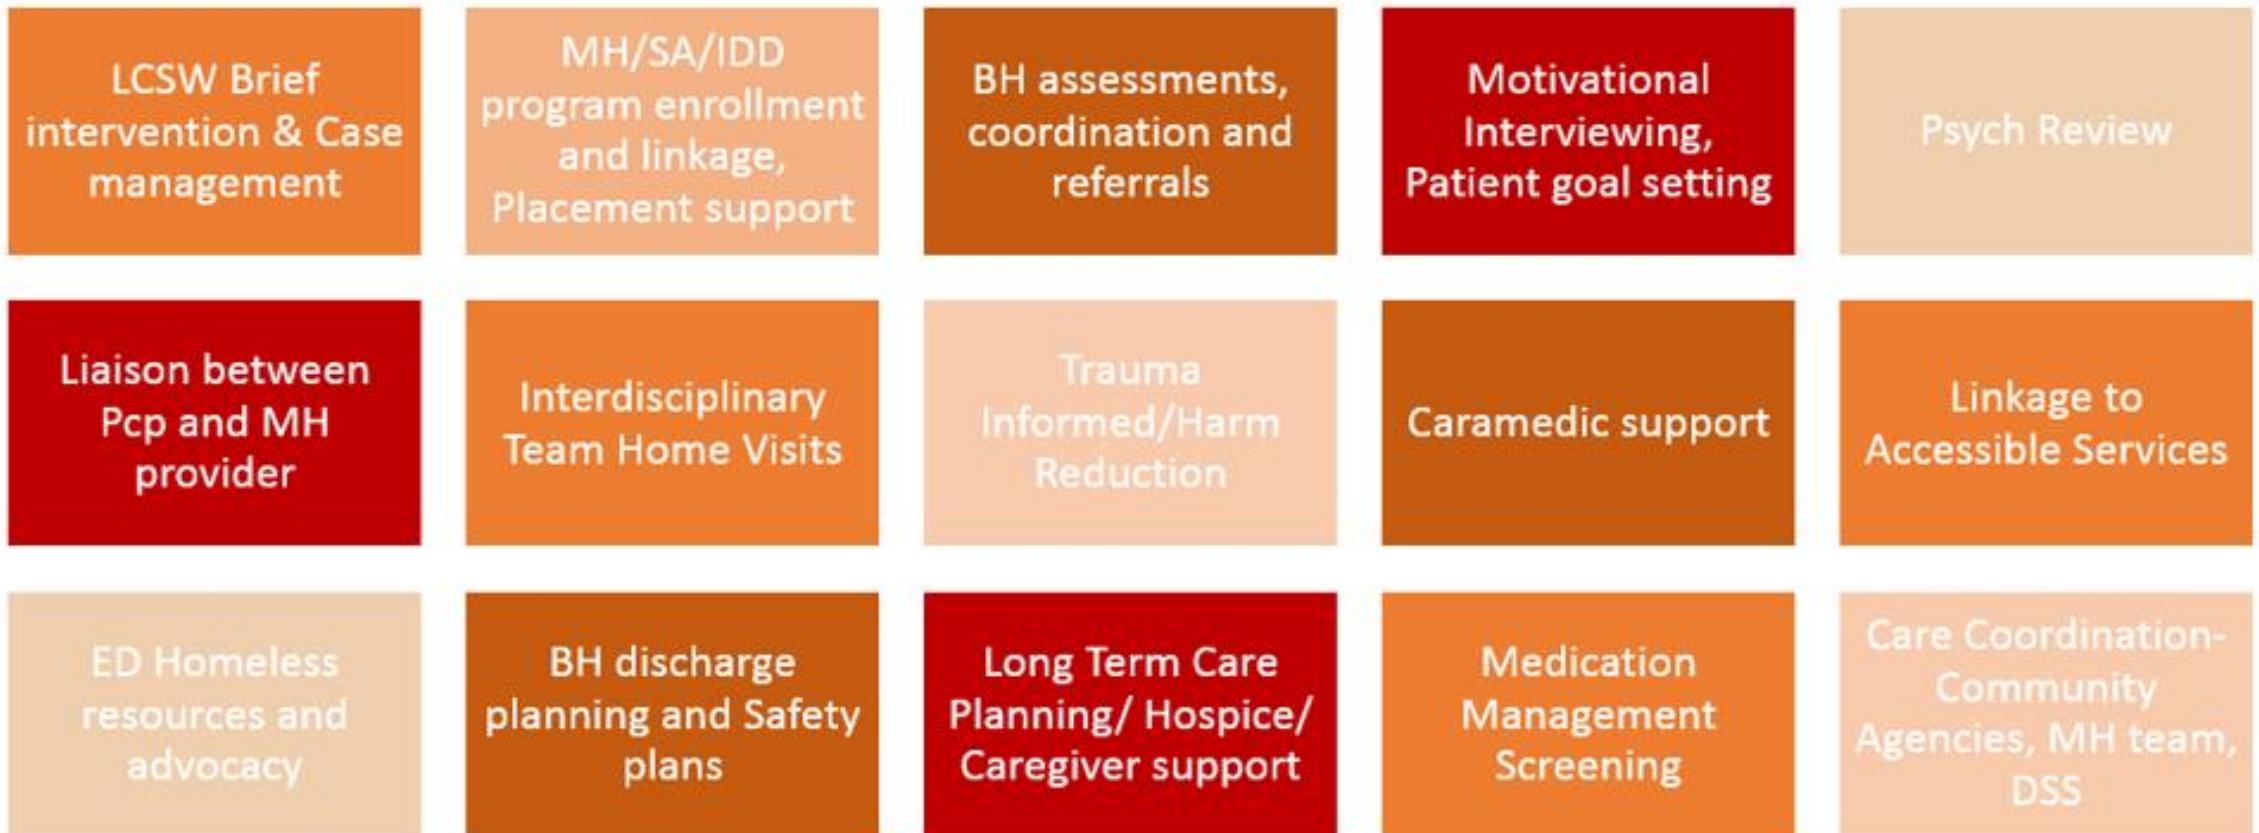 LCSW Brief
intervention & Case
management
MH/SA/IDD
program enrollment
and linkage,
Placement support
BH assessments,
coordination and
referrals
Motivational
Interviewing,
Patient goal setting
Psych Review
Liaison between
Pcp and MH
provider
Interdisciplinary
Team Home Visits
Trauma
Informed/Harm
Reduction
Caramedic support
Linkage to
Accessible Services
ED Homeless
resources and
advocacy
BH discharge
planning and Safety
plans
Long Term Care
Planning/ Hospice/
Caregiver support
Medication
Management
Screening
Care Coordination-
Community
Agencies, MH team,
DSS